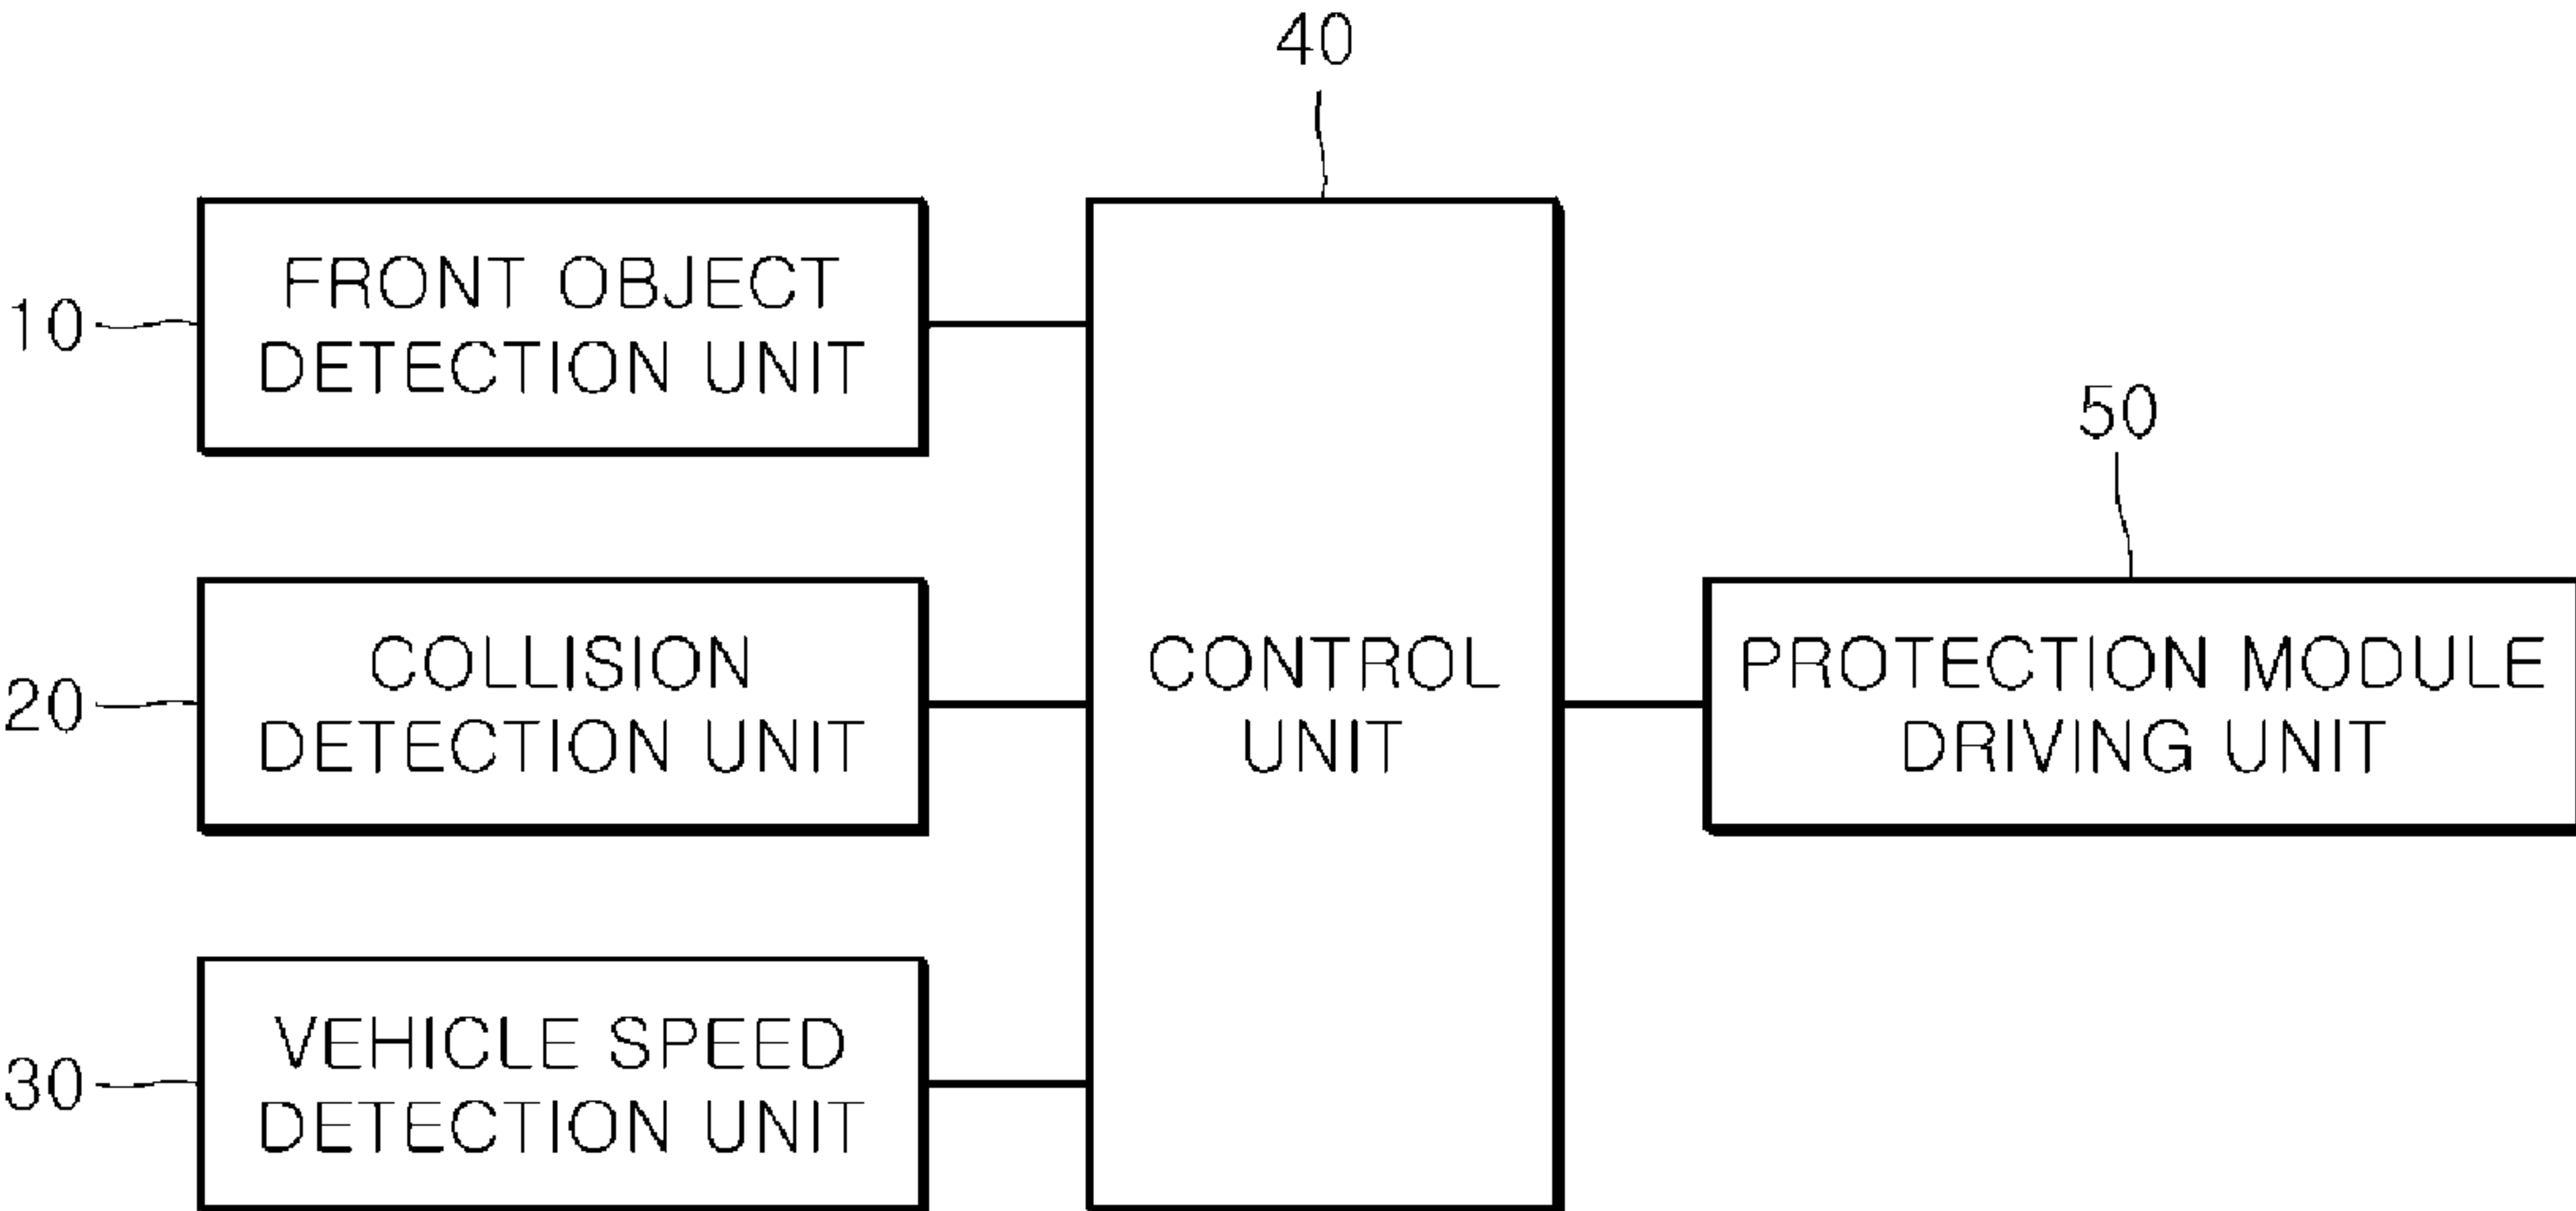 40
10
FRONT OBJECT
DETECTION UNIT
50
20
COLLISION
DETECTION UNIT
CONTROL
UNIT
PROTECTION MODULE
DRIVING UNIT
30
VEHICLE SPEED
DETECTION UNIT